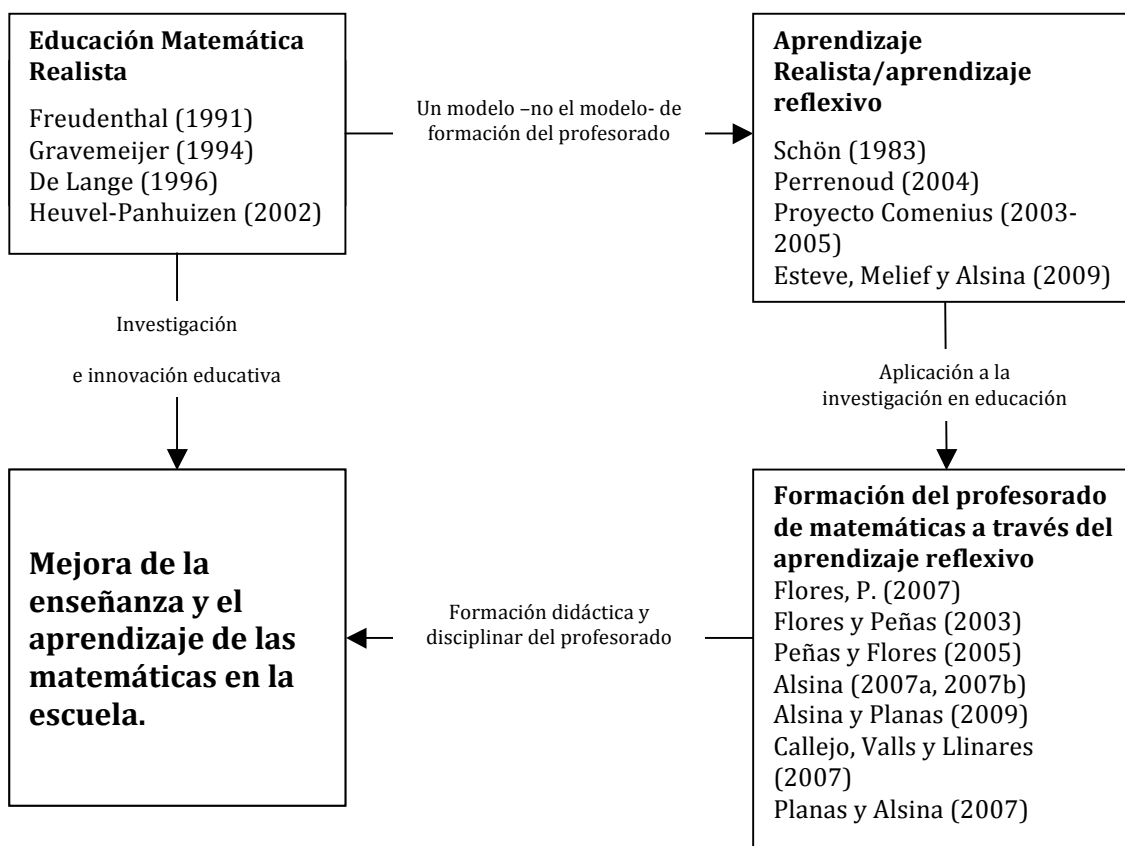 Educación Matemática
Realista
Freudenthal (1991)
Gravemeijer (1994)
De Lange (1996)
Heuvel-Panhuizen (2002)
Un modelo –no el modelo- de
formación del profesorado
Aprendizaje
Realista/aprendizaje
reflexivo
Schön (1983)
Perrenoud (2004)
Proyecto Comenius (2003-
2005)
Esteve, Melief y Alsina (2009)
Investigación
e innovación educativa
Aplicación a la
investigación en educación
Mejora de la
enseñanza y el
aprendizaje de las
matemáticas en la
escuela.
Formación didáctica y
disciplinar del profesorado
Formación del profesorado
de matemáticas a través del
aprendizaje reflexivo
Flores, P. (2007)
Flores y Peñas (2003)
Peñas y Flores (2005)
Alsina (2007a, 2007b)
Alsina y Planas (2009)
Callejo, Valls y Llinares
(2007)
Planas y Alsina (2007)